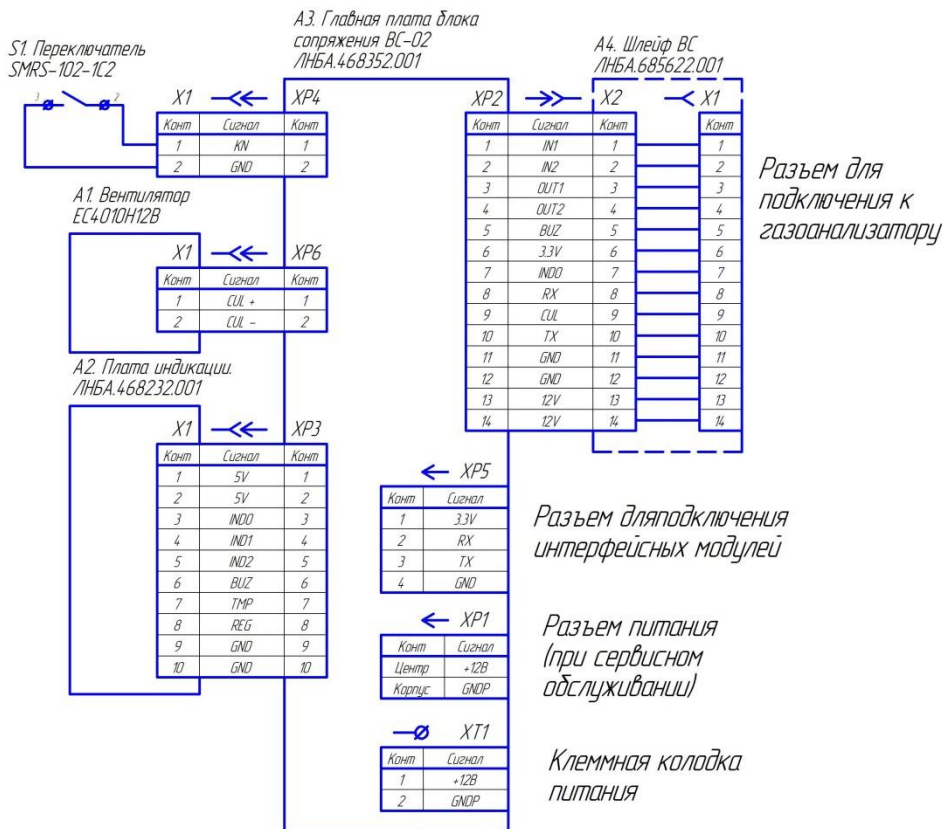 А3. Главная плата блока
сопряжения ВС-02
ЛНБА.468352.001
S1. Переключатель
SMRS-102-1C2
3
2
X1
XP4
Конт Сигнал Конт
1 KN 1
2 GND 2
А1. Вентилятор
EC4010H12B
X1
XP6
Конт Сигнал Конт
1 CUL + 1
2 CUL - 2
А2. Плата индикации.
ЛНБА.468232.001
X1
XP3
Конт Сигнал Конт
1 5V 1
2 5V 2
3 IND0 3
4 IND1 4
5 IND2 5
6 BUZ 6
7 TMP 7
8 REG 8
9 GND 9
10 GND 10
А4. Шлейф ВС
ЛНБА.685622.001
XP2
X2
X1
Конт Сигнал Конт Конт
1 IN1 1 1
2 IN2 2 2
3 OUT1 3 3
4 OUT2 4 4
5 BUZ 5 5
6 3.3V 6 6
7 IND0 7 7
8 RX 8 8
9 CUL 9 9
10 TX 10 10
11 GND 11 11
12 GND 12 12
13 12V 13 13
14 12V 14 14
Разъем для
подключения к
газоанализатору
XP5
Конт Сигнал
1 3.3V
2 RX
3 TX
4 GND
Разъем дляподключения
интерфейсных модулей
XP1
Конт Сигнал
Центр +12В
Корпус GNDP
Разъем питания
(при сервисном
обслуживании)
XT1
Конт Сигнал
1 +12В
2 GNDP
Клеммная колодка
питания